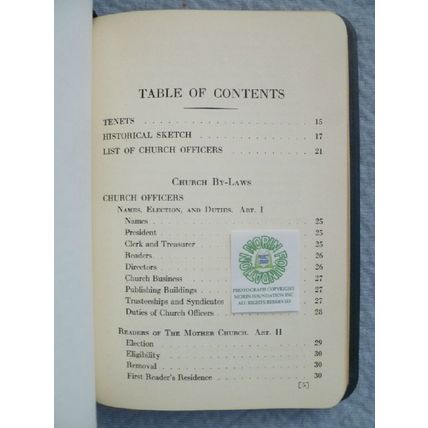 TABLE OF CONTENTS
TENETS . . . . . . . . . . . . . 15
HISTORICAL SKETCH . . . . . . . . . . 17
LIST OF CHURCH OFFICERS . . . . . . . . 21
CHURCH BY-LAWS
CHURCH OFFICERS
NAMES, ELECTION, AND DUTIES. ART. I
Names . . . . . . . . . . . . 25
President . . . . . . . . . . . 25
Clerk and Treasurer . . . . . . . . 25
Readers . . . . . . . . . . . 26
Directors . . . . . . . . . . . 26
Church Business . . . . . . . . . 27
Publishing Buildings . . . . . . . . 27
Trusteeships and Syndicates . . . . . . 27
Duties of Church Officers . . . . . . . 28
MORIN FOUNDATION
PHOTOGRAPH COPYRIGHT
MORIN FOUNDATION INC
ALL RIGHTS RESERVED
READERS OF THE MOTHER CHURCH. ART. II
Election . . . . . . . . . . . 29
Eligibility . . . . . . . . . . . 30
Removal . . . . . . . . . . . 30
First Reader's Residence . . . . . . . 30
[5]